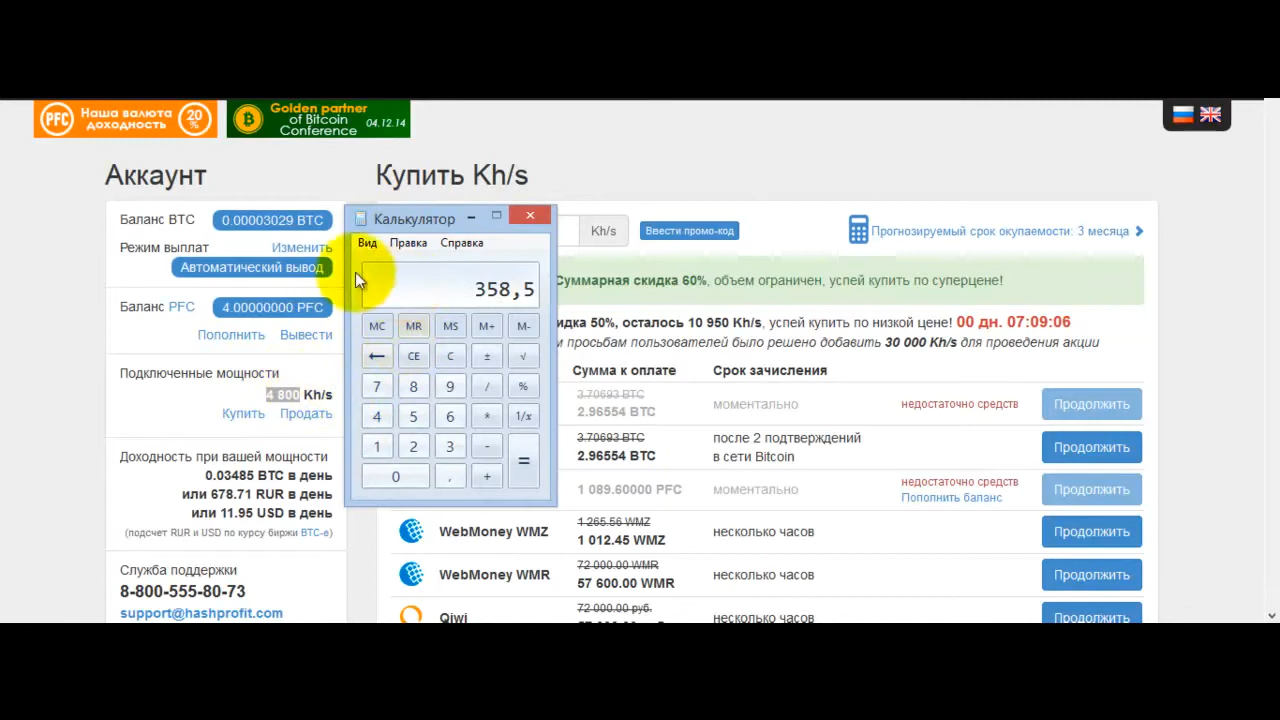 PFC Наша валюта доходность 20 %
Golden partner of Bitcoin Conference 04.12.14
Аккаунт
Баланс BTC 0.00003029 BTC
Режим выплат Изменить
Автоматический вывод
Баланс PFC 4.00000000 PFC
Пополнить Вывести
Подключенные мощности
4 800 Kh/s
Купить Продать
Доходность при вашей мощности
0.03485 BTC в день
или 678.71 RUR в день
или 11.95 USD в день
(подсчет RUR и USD по курсу биржи BTC-e)
Служба поддержки
8-800-555-80-73
support@hashprofit.com
Купить Kh/s
Kh/s Ввести промо-код Прогнозируемый срок окупаемости: 3 месяца
Суммарная скидка 60%, объем ограничен, успей купить по суперцене!
50%, осталось 10 950 Kh/s, успей купить по низкой цене! 00 дн. 07:09:06
просьбам пользователей было решено добавить 30 000 Kh/s для проведения акции
Сумма к оплате Срок зачисления
3.70693 BTC
2.96554 BTC моментально недостаточно средств Продолжить
3.70693 BTC
2.96554 BTC после 2 подтверждений в сети Bitcoin Продолжить
1 089.60000 PFC моментально недостаточно средств Пополнить баланс Продолжить
1 265.56 WMZ
WebMoney WMZ 1 012.45 WMZ несколько часов Продолжить
72 000.00 WMR
WebMoney WMR 57 600.00 WMR несколько часов Продолжить
72 000.00 руб.
Qiwi несколько часов Продолжить
Калькулятор
Вид Правка Справка
358,5
MC MR MS M+ M-
← CE C ± √
7 8 9 / %
4 5 6 * 1/x
1 2 3 - =
0 , +